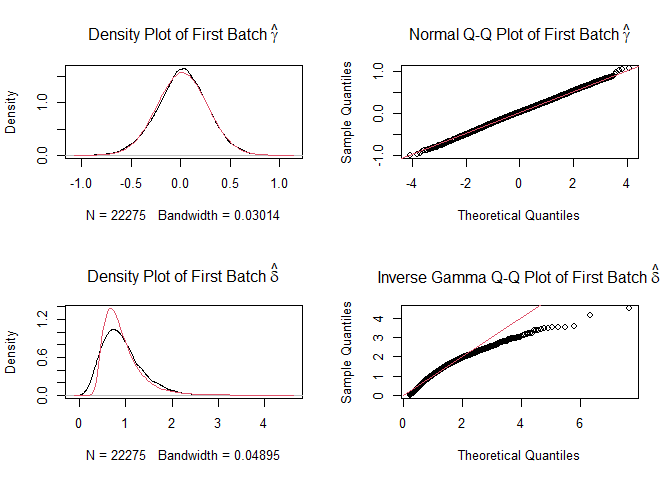 Density Plot of First Batch γ̂
Density
0.0 1.0
-1.0 -0.5 0.0 0.5 1.0
N = 22275 Bandwidth = 0.03014
Normal Q-Q Plot of First Batch γ̂
Sample Quantiles
-1.0 0.0 1.0
-4 -2 0 2 4
Theoretical Quantiles
Density Plot of First Batch δ̂
Density
0.0 0.6 1.2
0 1 2 3 4
N = 22275 Bandwidth = 0.04895
Inverse Gamma Q-Q Plot of First Batch δ̂
Sample Quantiles
0 1 2 3 4
0 2 4 6
Theoretical Quantiles